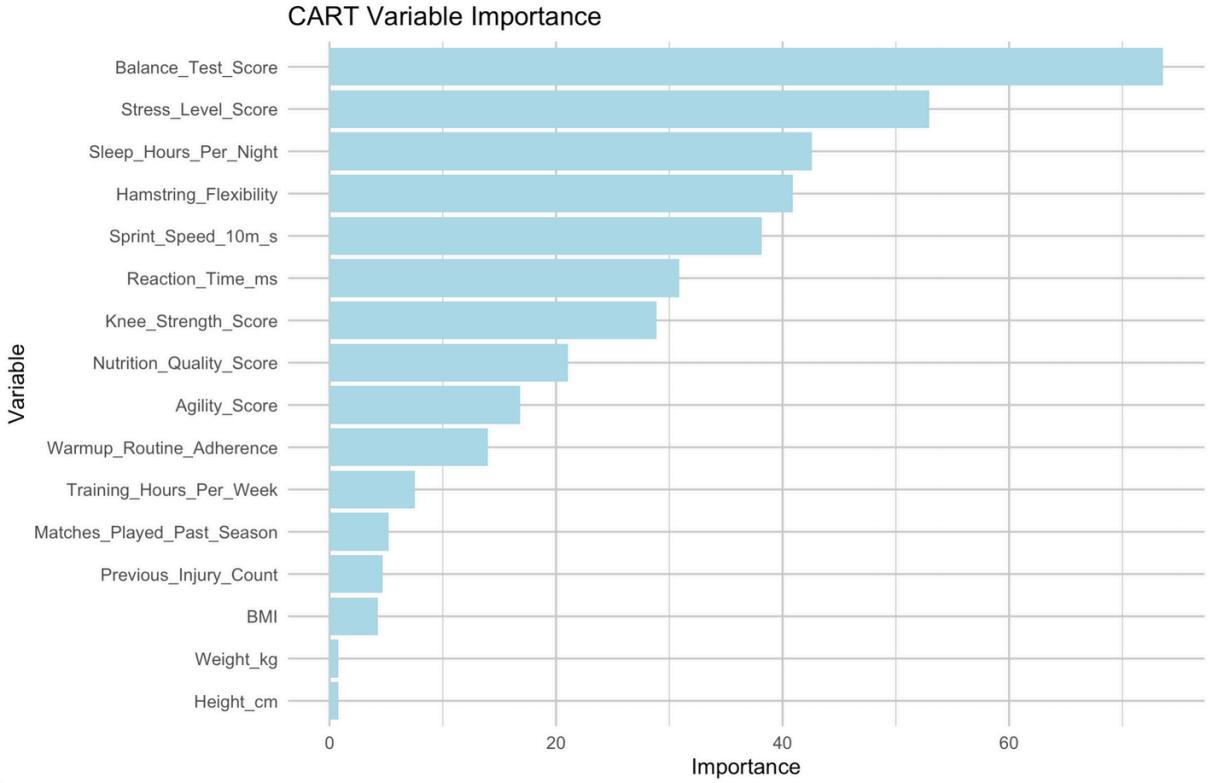 CART Variable Importance
Variable
Balance_Test_Score
Stress_Level_Score
Sleep_Hours_Per_Night
Hamstring_Flexibility
Sprint_Speed_10m_s
Reaction_Time_ms
Knee_Strength_Score
Nutrition_Quality_Score
Agility_Score
Warmup_Routine_Adherence
Training_Hours_Per_Week
Matches_Played_Past_Season
Previous_Injury_Count
BMI
Weight_kg
Height_cm
0 20 40 60
Importance